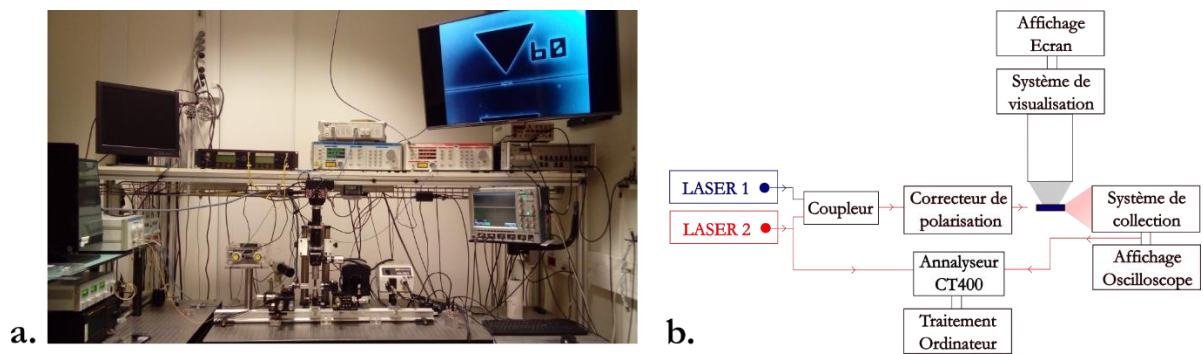 60
a.
Affichage
Ecran
Système de
visualisation
LASER 1
LASER 2
Coupleur
Correcteur de
polarisation
Système de
collection
Affichage
Oscilloscope
Annalyseur
CT400
Traitement
Ordinateur
b.